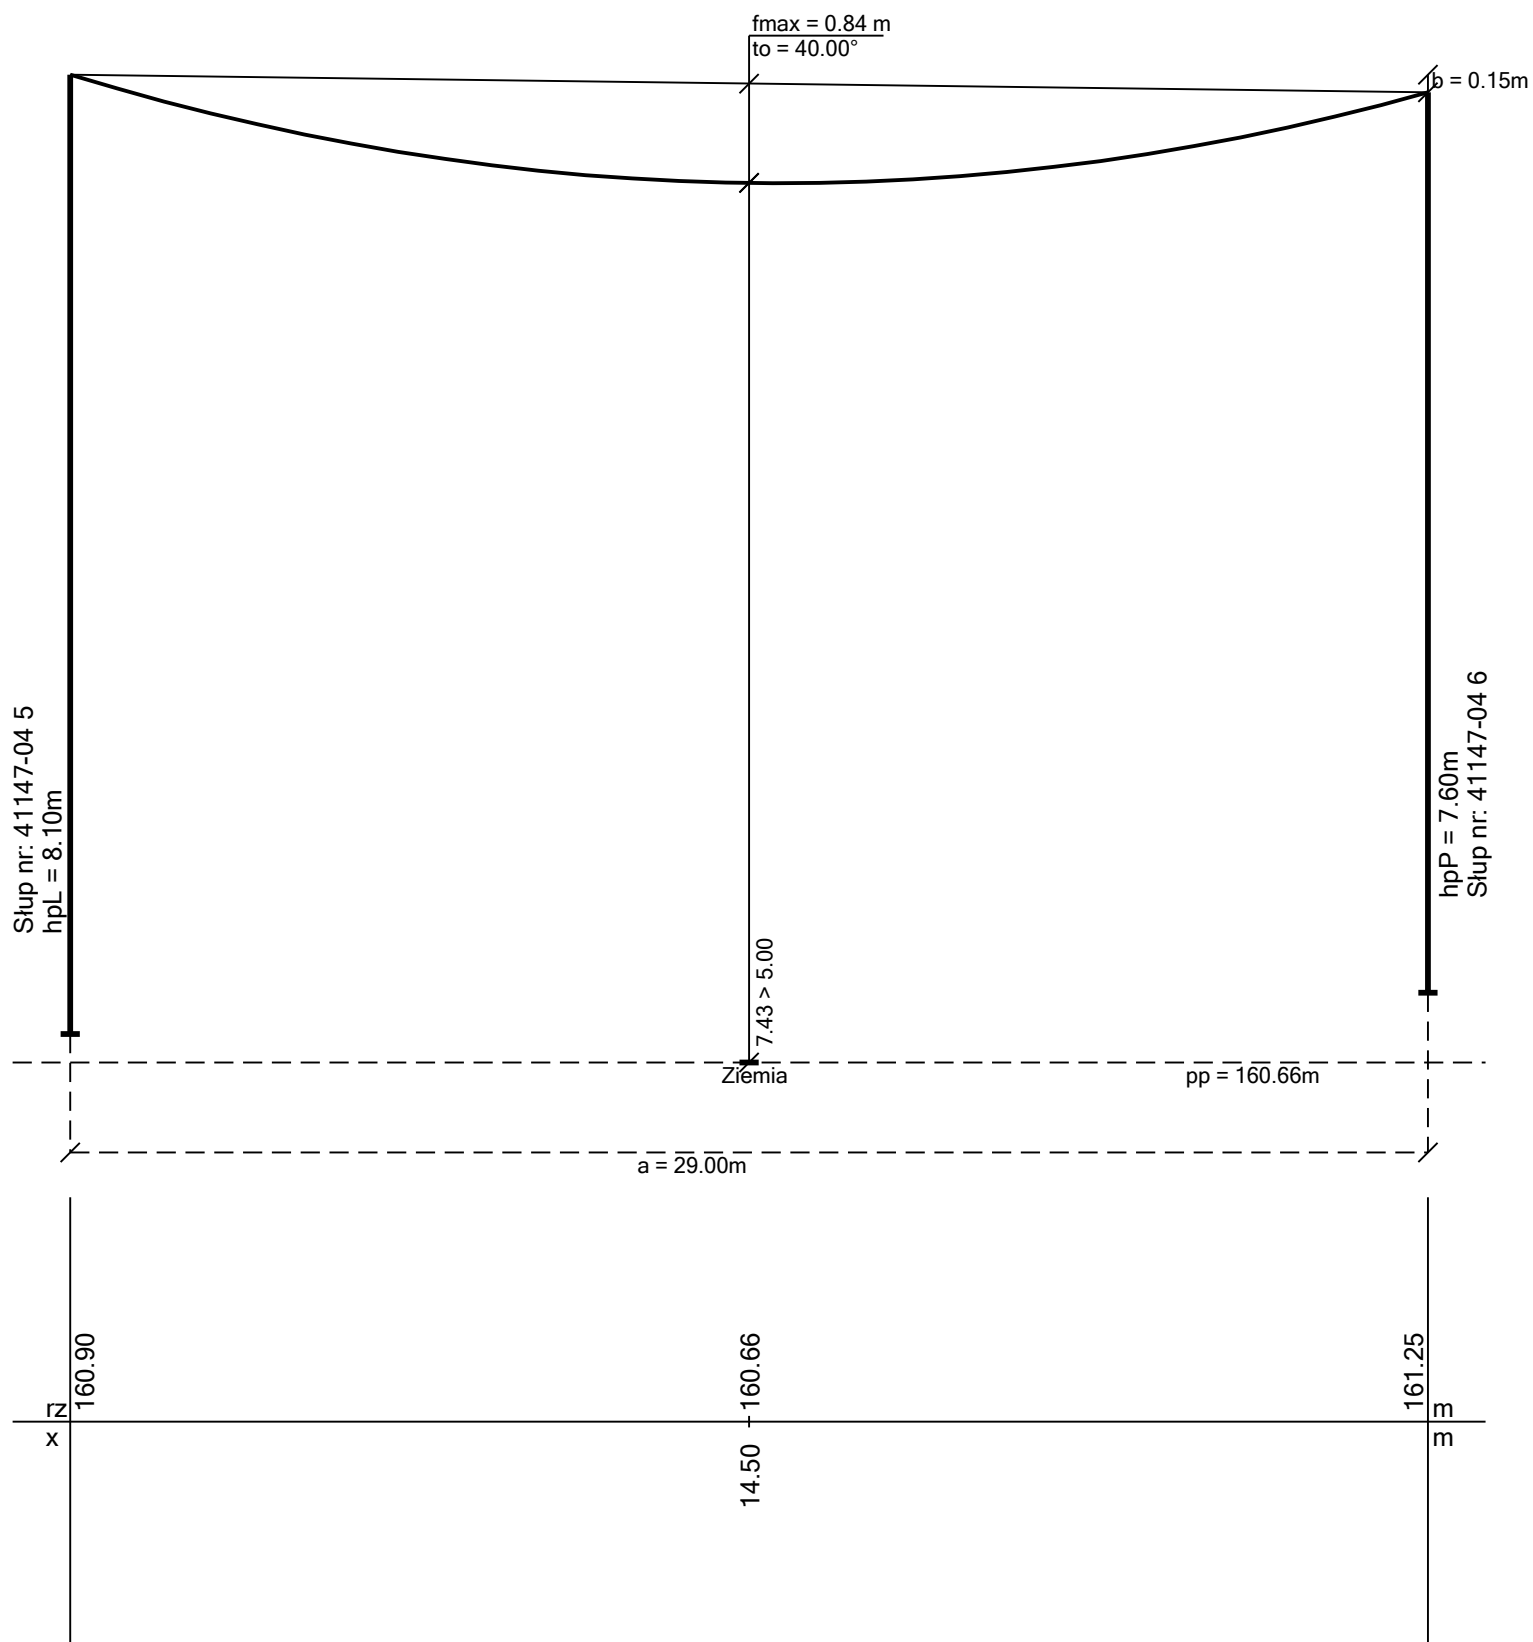 fmax = 0.84 m
to = 40.00°
b = 0.15m
Słup nr: 41147-04 5
hpL = 8.10m
hpP = 7.60m
Słup nr: 41147-04 6
7.43 > 5.00
Ziemia
pp = 160.66m
a = 29.00m
160.90
160.66
161.25
rz
m
x
m
14.50